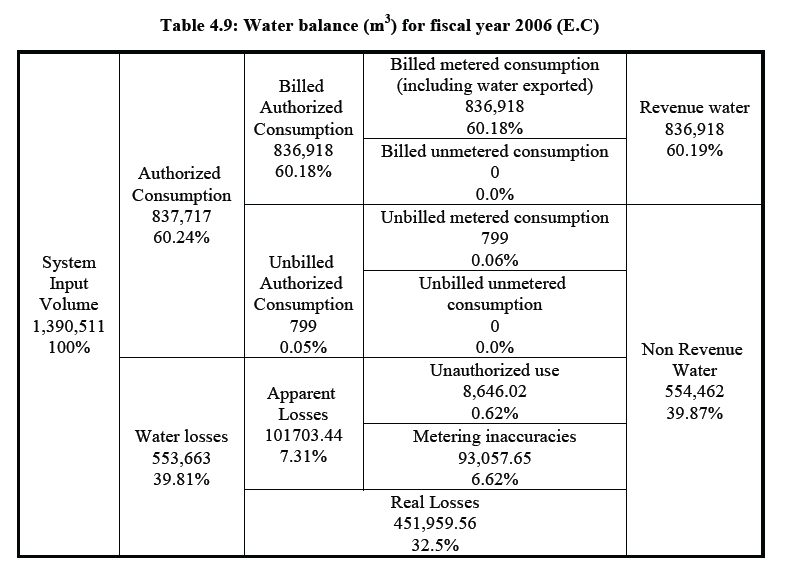 Table 4.9: Water balance (m³) for fiscal year 2006 (E.C)
System
Input
Volume
1,390,511
100%
Authorized
Consumption
837,717
60.24%
Billed
Authorized
Consumption
836,918
60.18%
Billed metered consumption
(including water exported)
836,918
60.18%
Billed unmetered consumption
0
0.0%
Revenue water
836,918
60.19%
Unbilled
Authorized
Consumption
799
0.05%
Unbilled metered consumption
799
0.06%
Unbilled unmetered
consumption
0
0.0%
Non Revenue
Water
554,462
39.87%
Water losses
553,663
39.81%
Apparent
Losses
101703.44
7.31%
Unauthorized use
8,646.02
0.62%
Metering inaccuracies
93,057.65
6.62%
Real Losses
451,959.56
32.5%